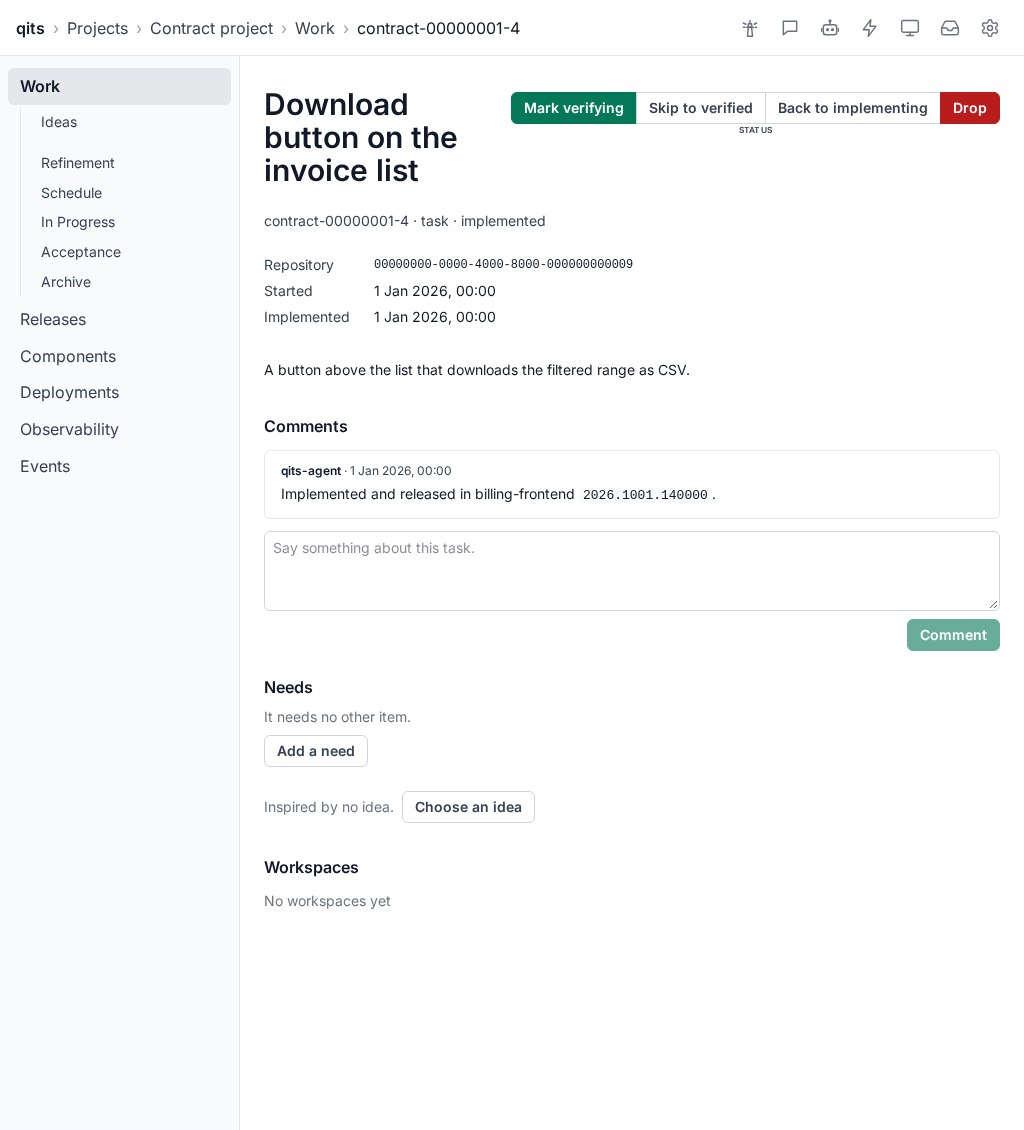 qits › Projects › Contract project › Work › contract-00000001-4
Work
Ideas
Refinement
Schedule
In Progress
Acceptance
Archive
Releases
Components
Deployments
Observability
Events
Download
button on the
invoice list
Mark verifying
Skip to verified
Back to implementing
Drop
STATUS
contract-00000001-4 · task · implemented
Repository 00000000-0000-4000-8000-000000000009
Started 1 Jan 2026, 00:00
Implemented 1 Jan 2026, 00:00
A button above the list that downloads the filtered range as CSV.
Comments
qits-agent · 1 Jan 2026, 00:00
Implemented and released in billing-frontend 2026.1001.140000.
Say something about this task.
Comment
Needs
It needs no other item.
Add a need
Inspired by no idea. Choose an idea
Workspaces
No workspaces yet